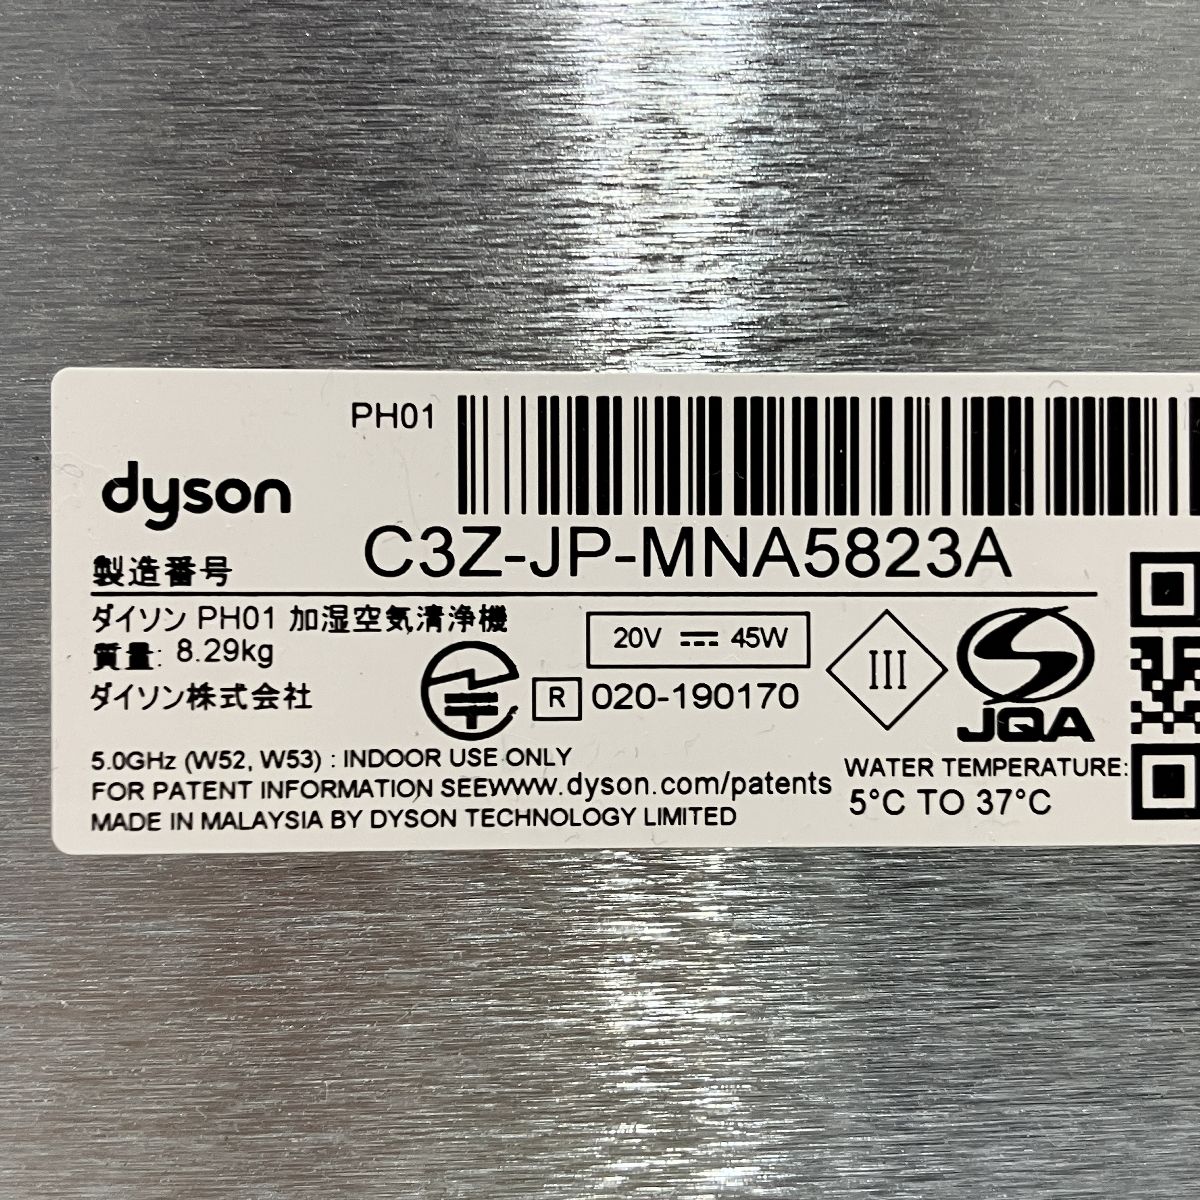 PH01
dyson
C3Z-JP-MNA5823A
製造番号
ダイソン PH01 加湿空気清浄機
質量: 8.29kg
ダイソン株式会社
20V ⎓ 45W
R 020-190170
III
JQA
5.0GHz (W52, W53) : INDOOR USE ONLY
FOR PATENT INFORMATION SEEwww.dyson.com/patents
MADE IN MALAYSIA BY DYSON TECHNOLOGY LIMITED
WATER TEMPERATURE:
5°C TO 37°C